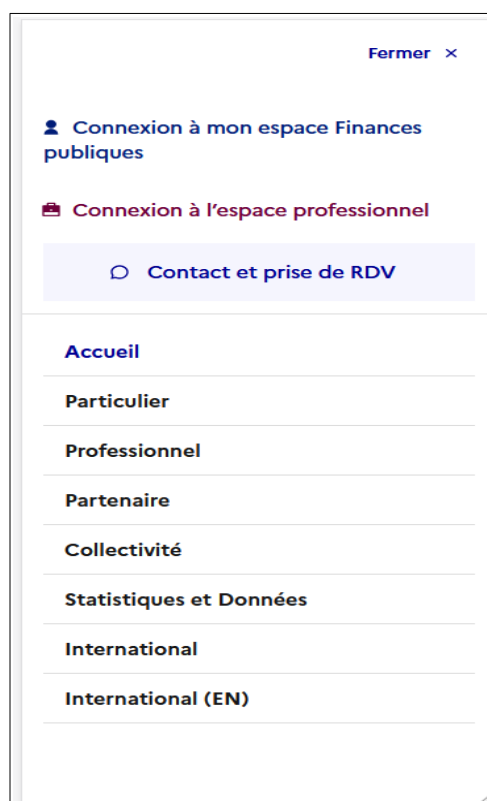 Fermer ×
Connexion à mon espace Finances
publiques
Connexion à l’espace professionnel
Contact et prise de RDV
Accueil
Particulier
Professionnel
Partenaire
Collectivité
Statistiques et Données
International
International (EN)